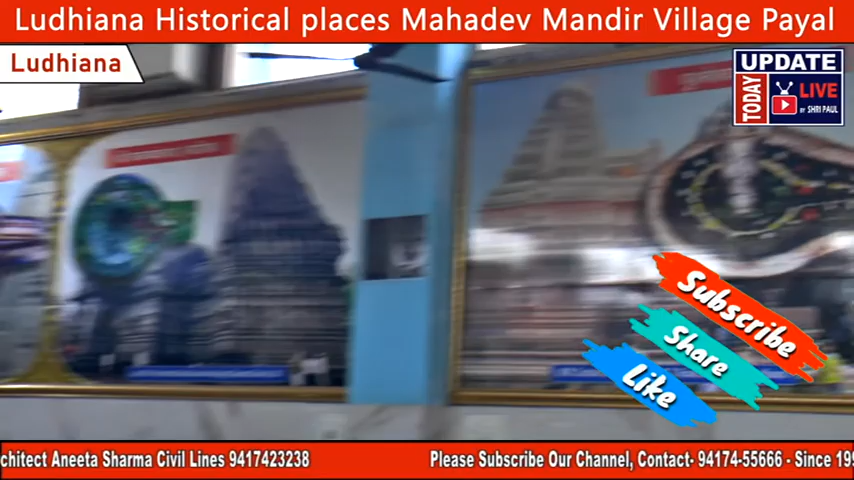 Ludhiana Historical places Mahadev Mandir Village Payal
Ludhiana
UPDATE
TODAY
LIVE
BY SHRI PAUL
Subscribe
Share
Like
chitect Aneeta Sharma Civil Lines 9417423238
Please Subscribe Our Channel, Contact- 94174-55666 - Since 199